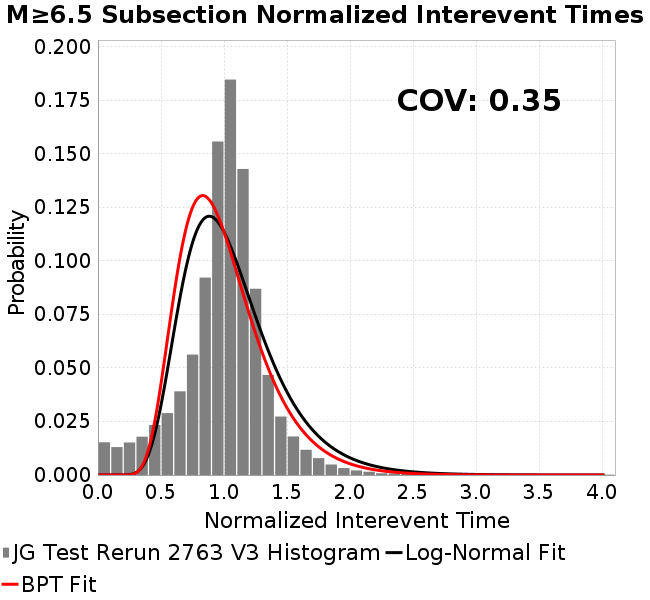 M≥6.5 Subsection Normalized Interevent Times
0.200
0.175
0.150
0.125
0.100
0.075
0.050
0.025
0.000
Probability
COV: 0.35
0.0 0.5 1.0 1.5 2.0 2.5 3.0 3.5 4.0
Normalized Interevent Time
JG Test Rerun 2763 V3 Histogram Log-Normal Fit
BPT Fit